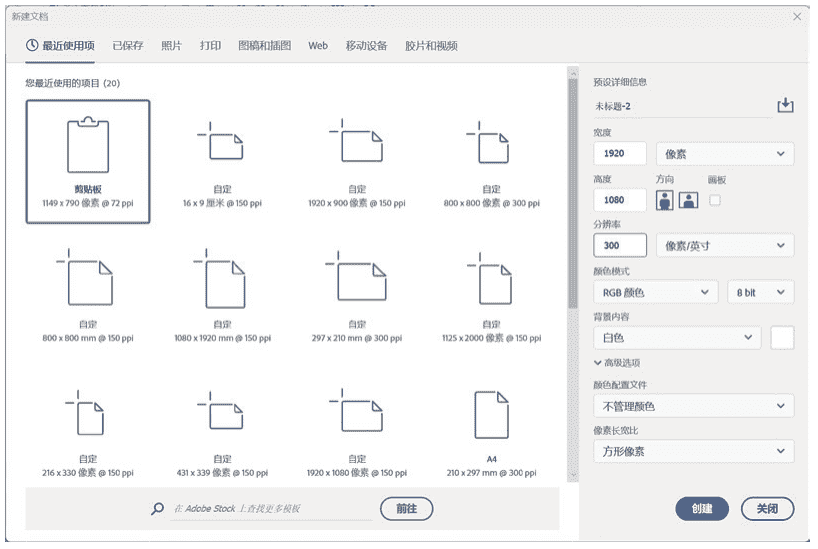 新建文档
最近使用项 已保存 照片 打印 图稿和插图 Web 移动设备 胶片和视频
您最近使用的项目 (20)
剪贴板
1149 x 790 像素 @ 72 ppi
自定
16 x 9 厘米 @ 150 ppi
自定
1920 x 900 像素 @ 150 ppi
自定
800 x 800 像素 @ 300 ppi
自定
800 x 800 mm @ 150 ppi
自定
1080 x 1920 mm @ 150 ppi
自定
297 x 210 mm @ 300 ppi
自定
1125 x 2000 像素 @ 150 ppi
自定
216 x 330 像素 @ 150 ppi
自定
431 x 339 像素 @ 150 ppi
自定
1920 x 1080 像素 @ 150 ppi
A4
210 x 297 mm @ 300 ppi
在 Adobe Stock 上查找更多模板
前往
预设详细信息
未标题-2
宽度
1920 像素
高度 方向 画板
1080
分辨率
300 像素/英寸
颜色模式
RGB 颜色 8 bit
背景内容
白色
高级选项
颜色配置文件
不管理颜色
像素长宽比
方形像素
创建 关闭